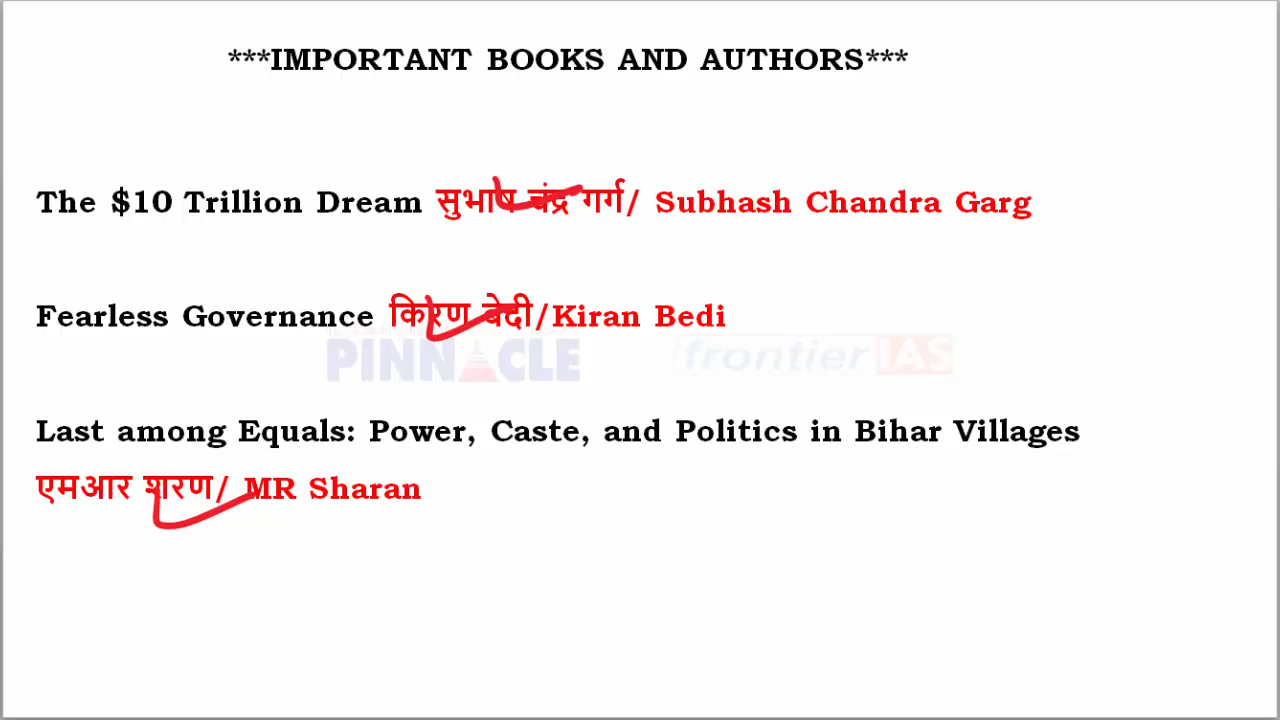 ***IMPORTANT BOOKS AND AUTHORS***
The $10 Trillion Dream सुभाष चंद्र गर्ग/ Subhash Chandra Garg
Fearless Governance किरण बेदी/Kiran Bedi
PINNACLE frontier IAS
Last among Equals: Power, Caste, and Politics in Bihar Villages
एमआर शरण/ MR Sharan